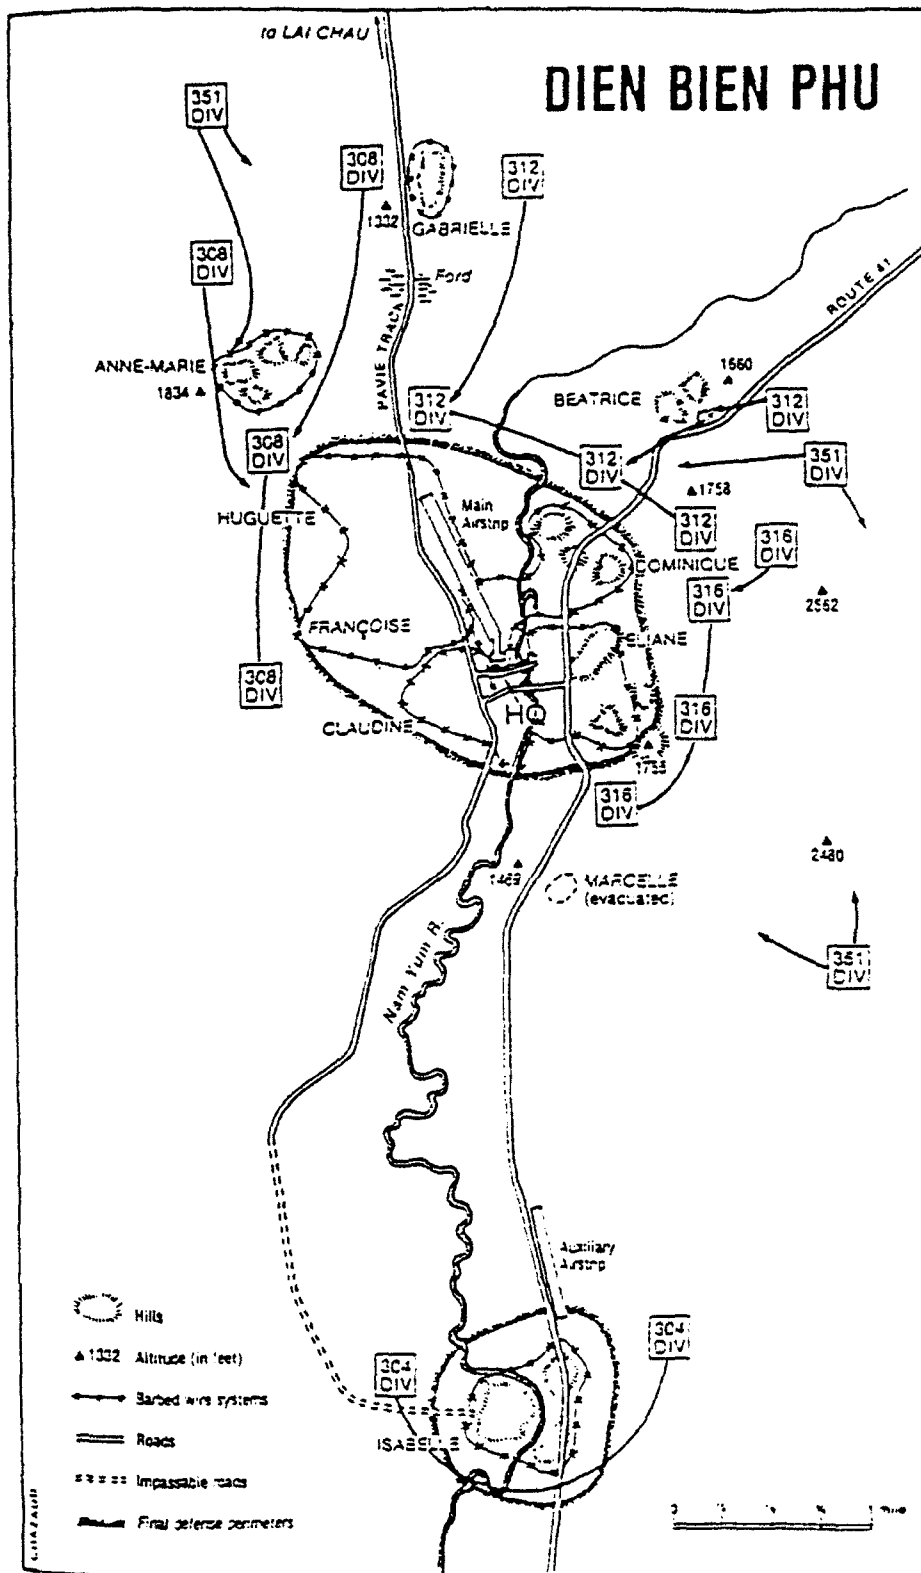 to LAI CHAU
DIEN BIEN PHU
351
DIV
308
DIV
312
DIV
1332
GABRIELLE
308
DIV
Ford
PAVIE TRACK
ROUTE 41
ANNE-MARIE
1834
1660
BEATRICE
312
DIV
312
DIV
308
DIV
312
DIV
351
DIV
1758
HUGUETTE
Main
Airstrip
312
DIV
316
DIV
DOMINIQUE
316
DIV
2562
FRANÇOISE
ELIANE
308
DIV
CLAUDINE
HQ
316
DIV
316
DIV
2480
1469
MARCELLE
(evacuated)
351
DIV
Nam Yum R.
Auxiliary
Airstrip
Hills
1332 Altitude (in feet)
304
DIV
304
DIV
Barbed wire systems
Roads
ISABELLE
Impassable roads
Final defense perimeters
0
1 mile